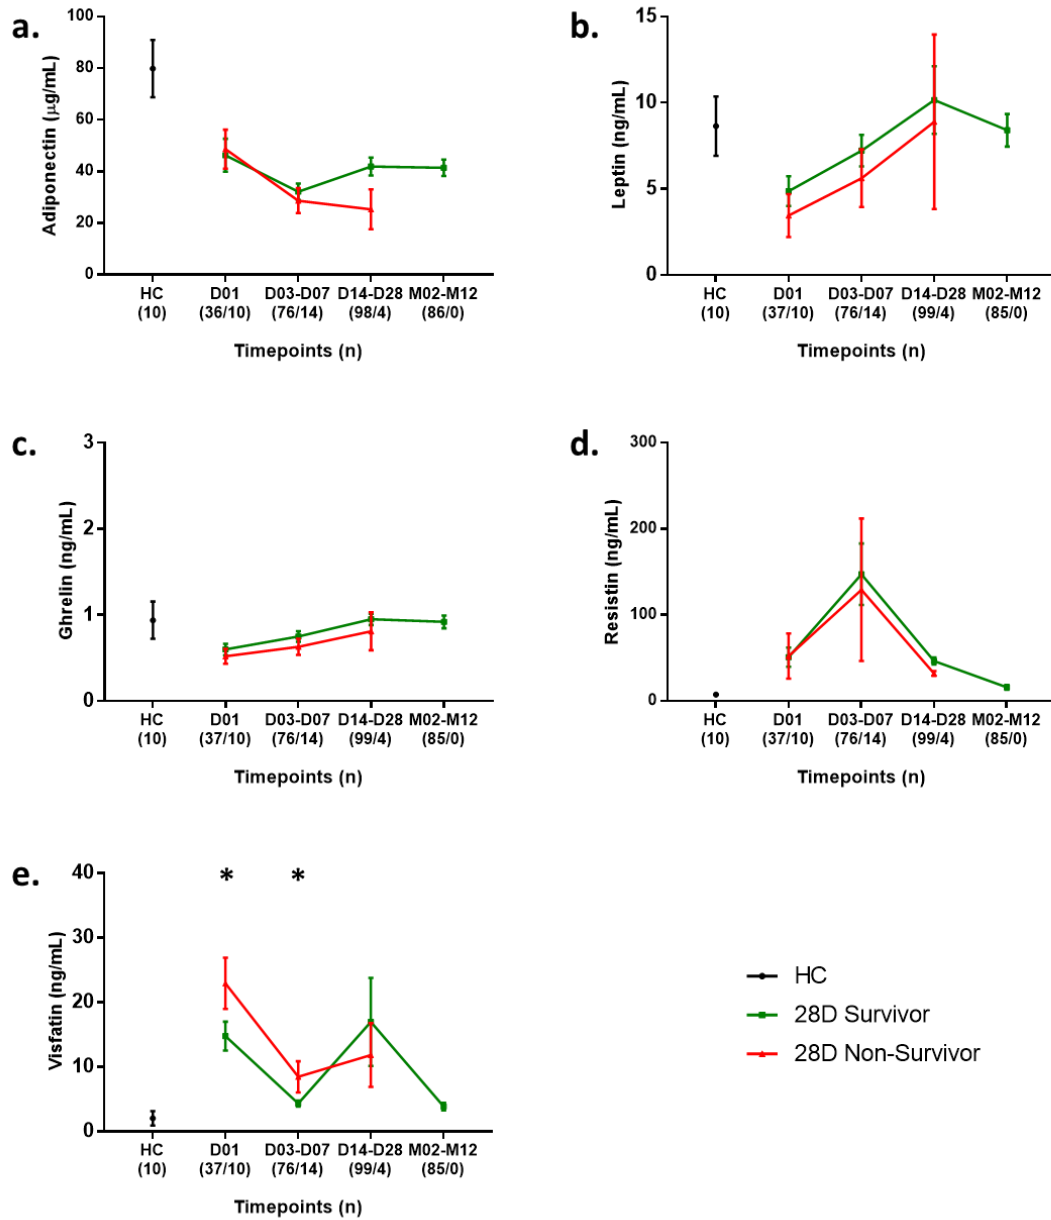 a.
Adiponectin (μg/mL)
100
80
60
40
20
0
HC D01 D03-D07 D14-D28 M02-M12
(10) (36/10) (76/14) (98/4) (86/0)
Timepoints (n)
b.
Leptin (ng/mL)
15
10
5
0
HC D01 D03-D07 D14-D28 M02-M12
(10) (37/10) (76/14) (99/4) (85/0)
Timepoints (n)
c.
Ghrelin (ng/mL)
3
2
1
0
HC D01 D03-D07 D14-D28 M02-M12
(10) (37/10) (76/14) (99/4) (85/0)
Timepoints (n)
d.
Resistin (ng/mL)
300
200
100
0
HC D01 D03-D07 D14-D28 M02-M12
(10) (37/10) (76/14) (99/4) (85/0)
Timepoints (n)
e.
Visfatin (ng/mL)
40
30
20
10
0
* *
HC D01 D03-D07 D14-D28 M02-M12
(10) (37/10) (76/14) (99/4) (85/0)
Timepoints (n)
HC
28D Survivor
28D Non-Survivor